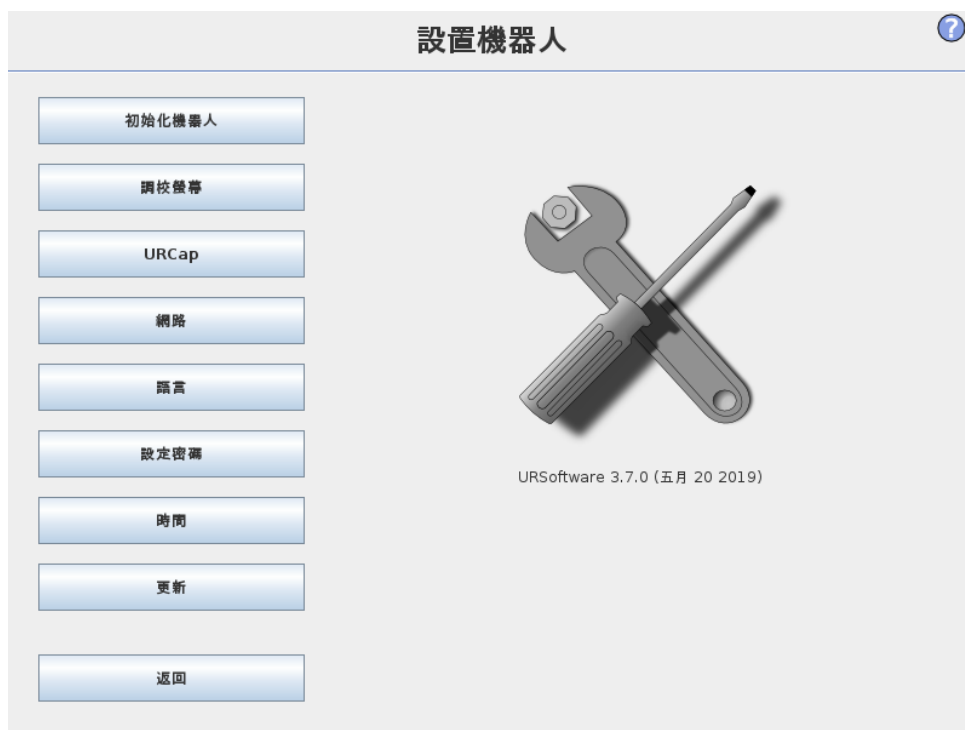 設置機器人
?
初始化機器人
調校螢幕
URCap
網路
語言
設定密碼
時間
更新
返回
URSoftware 3.7.0 (五月 20 2019)